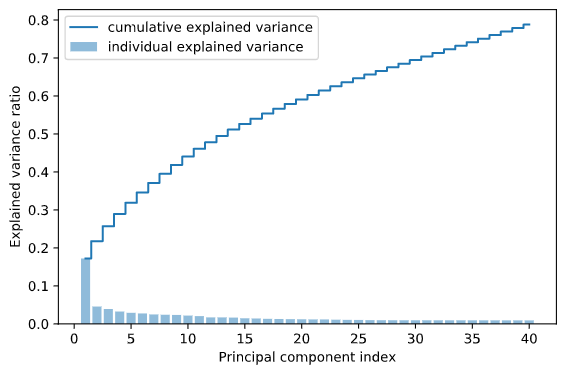 cumulative explained variance
individual explained variance
Explained variance ratio
0.8
0.7
0.6
0.5
0.4
0.3
0.2
0.1
0.0
0 5 10 15 20 25 30 35 40
Principal component index